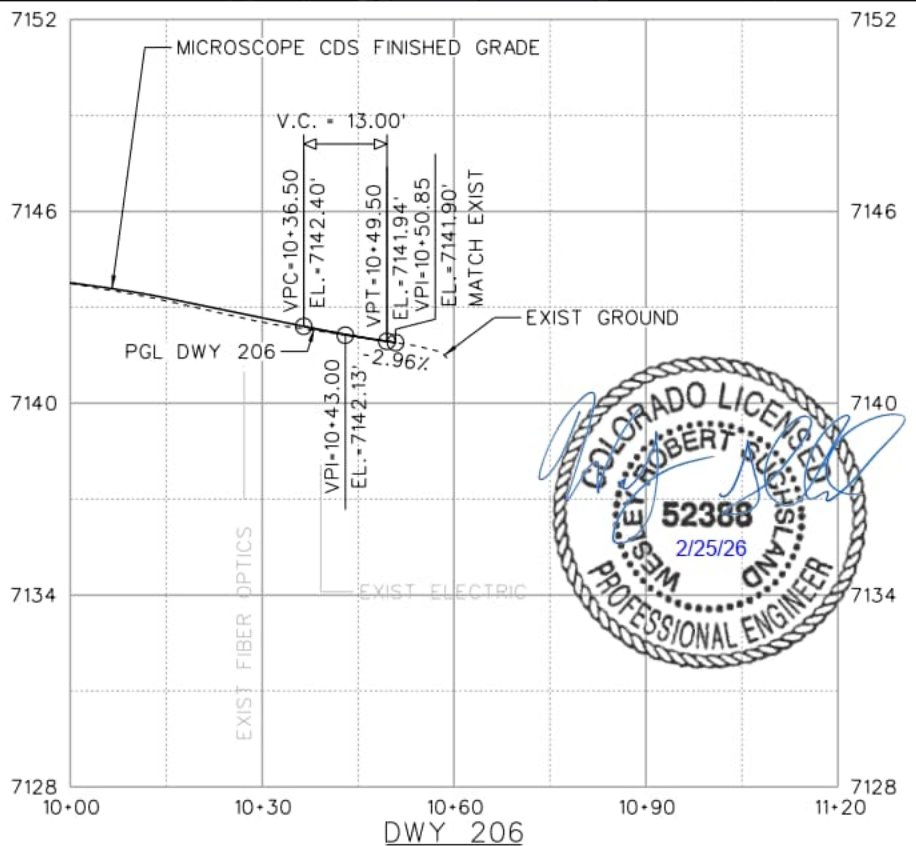 7152
7152
MICROSCOPE CDS FINISHED GRADE
V.C. = 13.00'
VPC=10+36.50
EL.=7142.40'
VPT=10+49.50
EL.=7141.94'
VPI=10+50.85
EL.=7141.90'
MATCH EXIST
7146
7146
EXIST GROUND
PGL DWY 206
-2.96%
VPI=10+43.00
EL.=7142.13'
7140
7140
COLORADO LICENSED
WESLEY ROBERT BUCHSLAND
52388
2/25/26
PROFESSIONAL ENGINEER
EXIST FIBER OPTICS
EXIST ELECTRIC
7134
7134
7128
7128
10+00
10+30
10+60
10+90
11+20
DWY 206